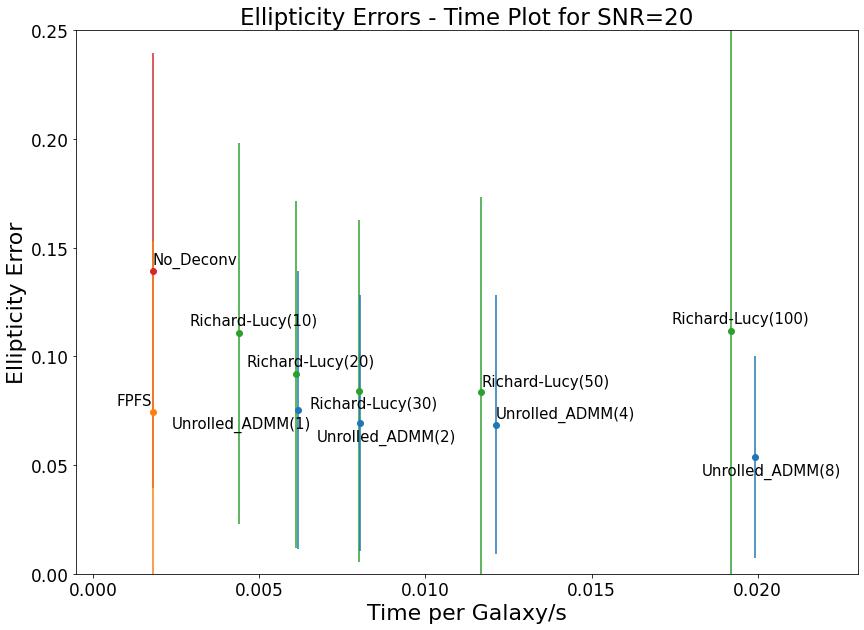 Ellipticity Errors - Time Plot for SNR=20
Ellipticity Error
0.25
0.20
0.15
0.10
0.05
0.00
No_Deconv
Richard-Lucy(100)
Richard-Lucy(10)
Richard-Lucy(20)
Richard-Lucy(50)
FPFS
Richard-Lucy(30)
Unrolled_ADMM(4)
Unrolled_ADMM(1)
Unrolled_ADMM(2)
Unrolled_ADMM(8)
0.000 0.005 0.010 0.015 0.020
Time per Galaxy/s